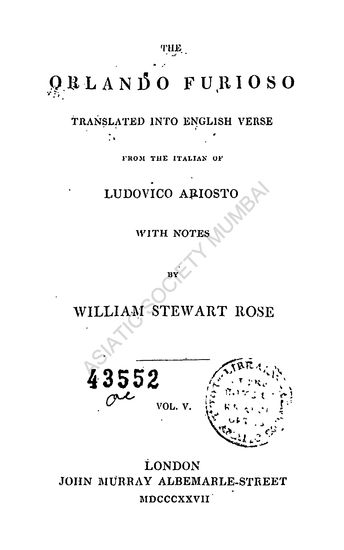 THE
ORLANDO FURIOSO
TRANSLATED INTO ENGLISH VERSE
FROM THE ITALIAN OF
LUDOVICO ARIOSTO
WITH NOTES
BY
WILLIAM STEWART ROSE
ASIATIC SOCIETY MUMBAI
43552
VOL. V.
LONDON
JOHN MURRAY ALBEMARLE-STREET
MDCCCXXVII